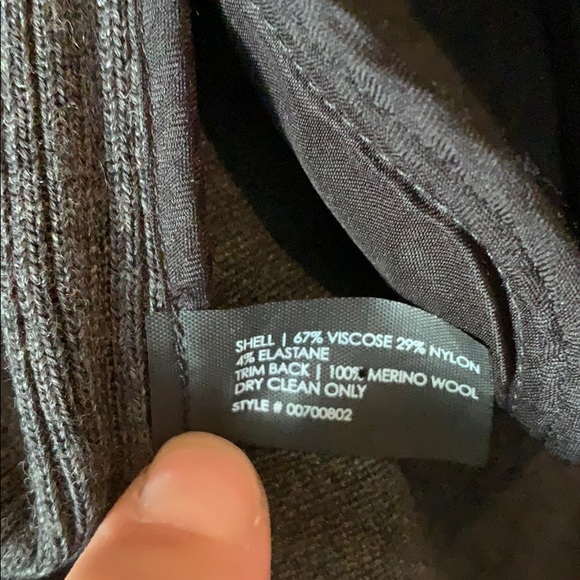 SHELL | 67% VISCOSE 29% NYLON
4% ELASTANE
TRIM BACK | 100% MERINO WOOL
DRY CLEAN ONLY
STYLE # 00700802